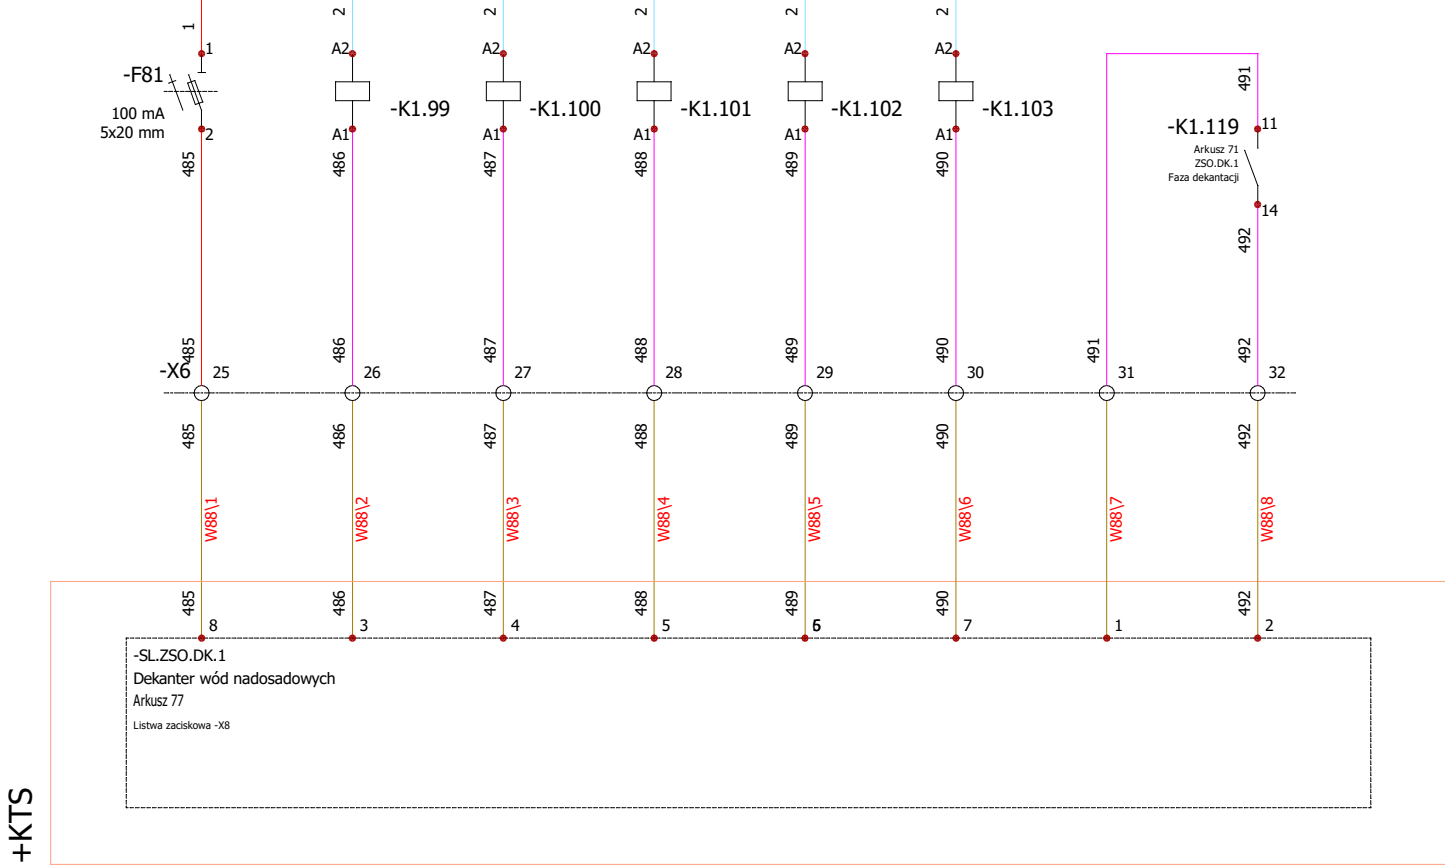 1
2
2
2
2
2
1
A2
A2
A2
A2
A2
-F81
100 mA
5x20 mm
2
-K1.99
-K1.100
-K1.101
-K1.102
-K1.103
A1
A1
A1
A1
A1
491
-K1.119
11
Arkusz 71
ZSO.DK.1
Faza dekantacji
14
485
486
487
488
489
490
492
485
486
487
488
489
490
491
492
-X6
25
26
27
28
29
30
31
32
485
486
487
488
489
490
492
W88\1
W88\2
W88\3
W88\4
W88\5
W88\6
W88\7
W88\8
485
486
487
488
489
490
492
8
3
4
5
6
7
1
2
-SL.ZSO.DK.1
Dekanter wód nadosadowych
Arkusz 77
Listwa zaciskowa -X8
+KTS